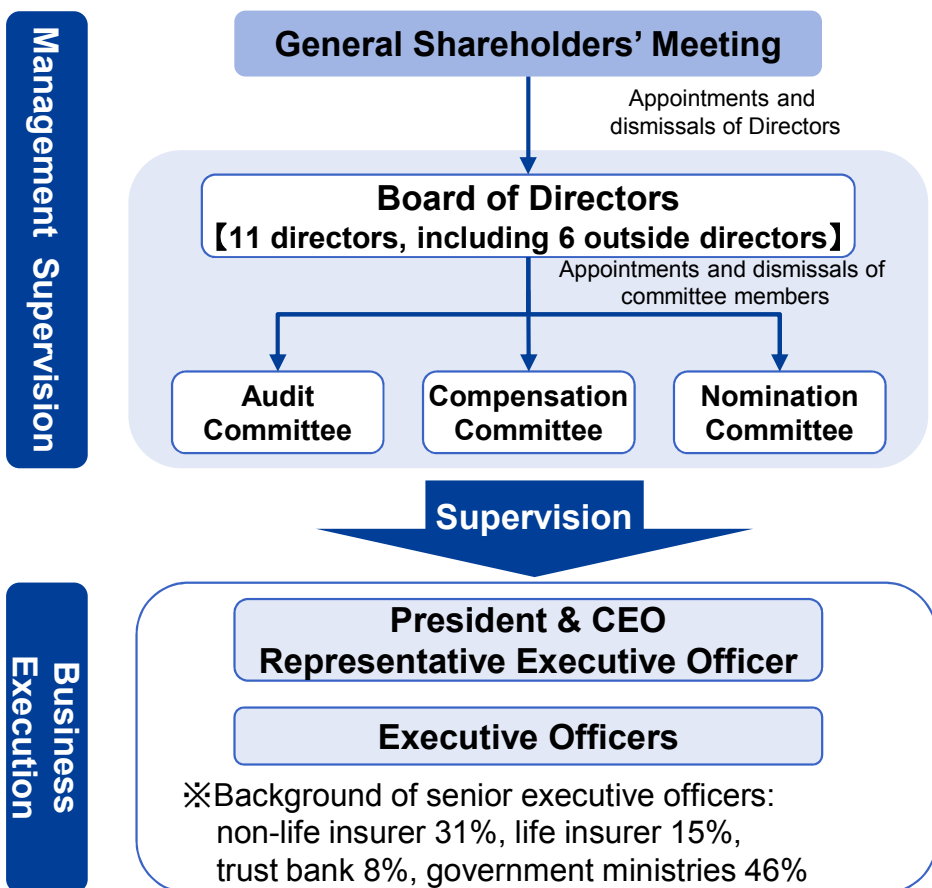 Management Supervision
General Shareholders’ Meeting
Appointments and
dismissals of Directors
Board of Directors
【11 directors, including 6 outside directors】
Appointments and dismissals of
committee members
Audit
Committee
Compensation
Committee
Nomination
Committee
Supervision
Business
Execution
President & CEO
Representative Executive Officer
Executive Officers
※Background of senior executive officers:
non-life insurer 31%, life insurer 15%,
trust bank 8%, government ministries 46%